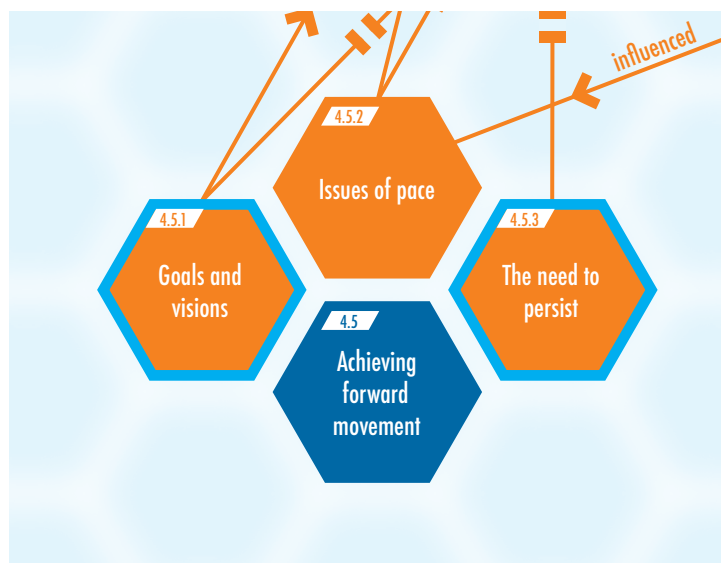 influenced
4.5.2
Issues of pace
4.5.1
Goals and
visions
4.5.3
The need to
persist
4.5
Achieving
forward
movement